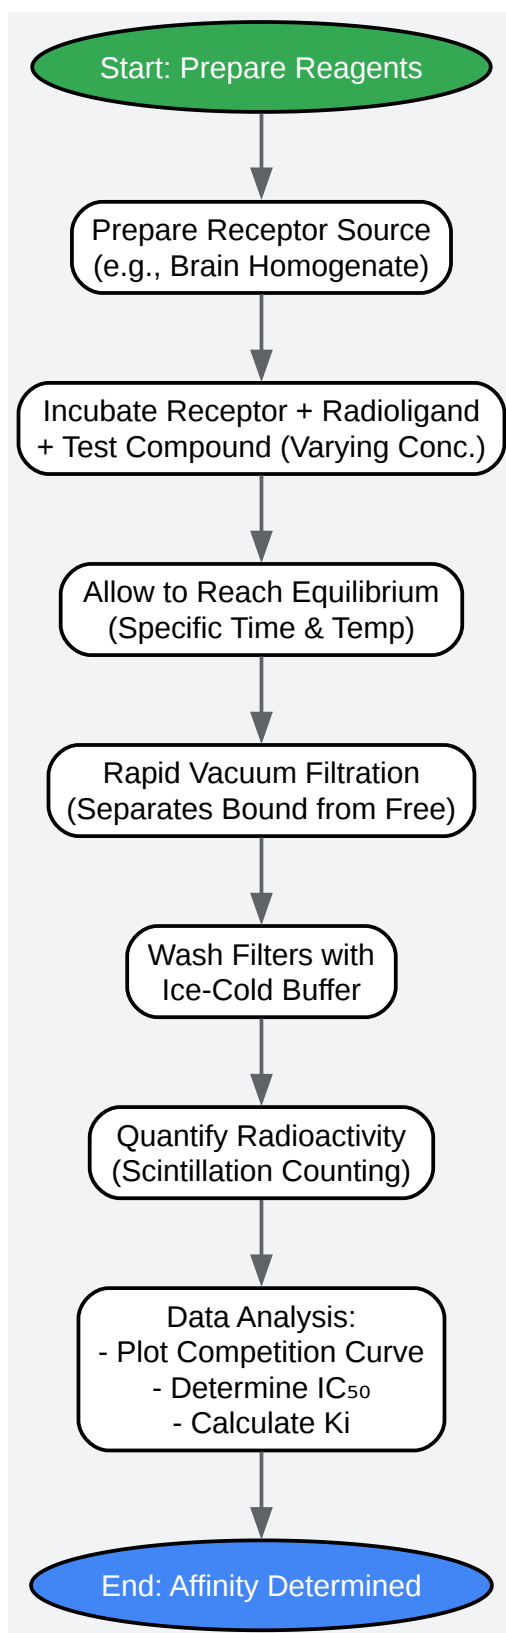 Start: Prepare Reagents
Prepare Receptor Source
(e.g., Brain Homogenate)
Incubate Receptor + Radioligand
+ Test Compound (Varying Conc.)
Allow to Reach Equilibrium
(Specific Time & Temp)
Rapid Vacuum Filtration
(Separates Bound from Free)
Wash Filters with
Ice-Cold Buffer
Quantify Radioactivity
(Scintillation Counting)
Data Analysis:
- Plot Competition Curve
- Determine IC₅₀
- Calculate Ki
End: Affinity Determined